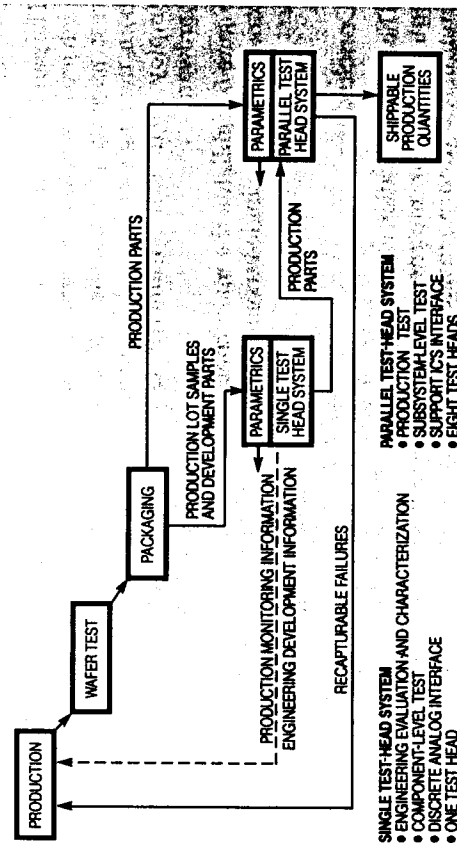 PRODUCTION
WAFER TEST
PACKAGING
PRODUCTION PARTS
PRODUCTION LOT SAMPLES
AND DEVELOPMENT PARTS
PARAMETRICS
SINGLE TEST
HEAD SYSTEM
PRODUCTION
PARTS
PARAMETRICS
PARALLEL TEST
HEAD SYSTEM
PRODUCTION MONITORING INFORMATION
ENGINEERING DEVELOPMENT INFORMATION
RECAPTURABLE FAILURES
SHIPPABLE
PRODUCTION
QUANTITIES
SINGLE TEST-HEAD SYSTEM
• ENGINEERING EVALUATION AND CHARACTERIZATION
• COMPONENT-LEVEL TEST
• DISCRETE ANALOG INTERFACE
• ONE TEST HEAD
PARALLEL TEST-HEAD SYSTEM
• PRODUCTION TEST
• SUBSYSTEM-LEVEL TEST
• SUPPORT IC'S INTERFACE
• EIGHT TEST HEADS